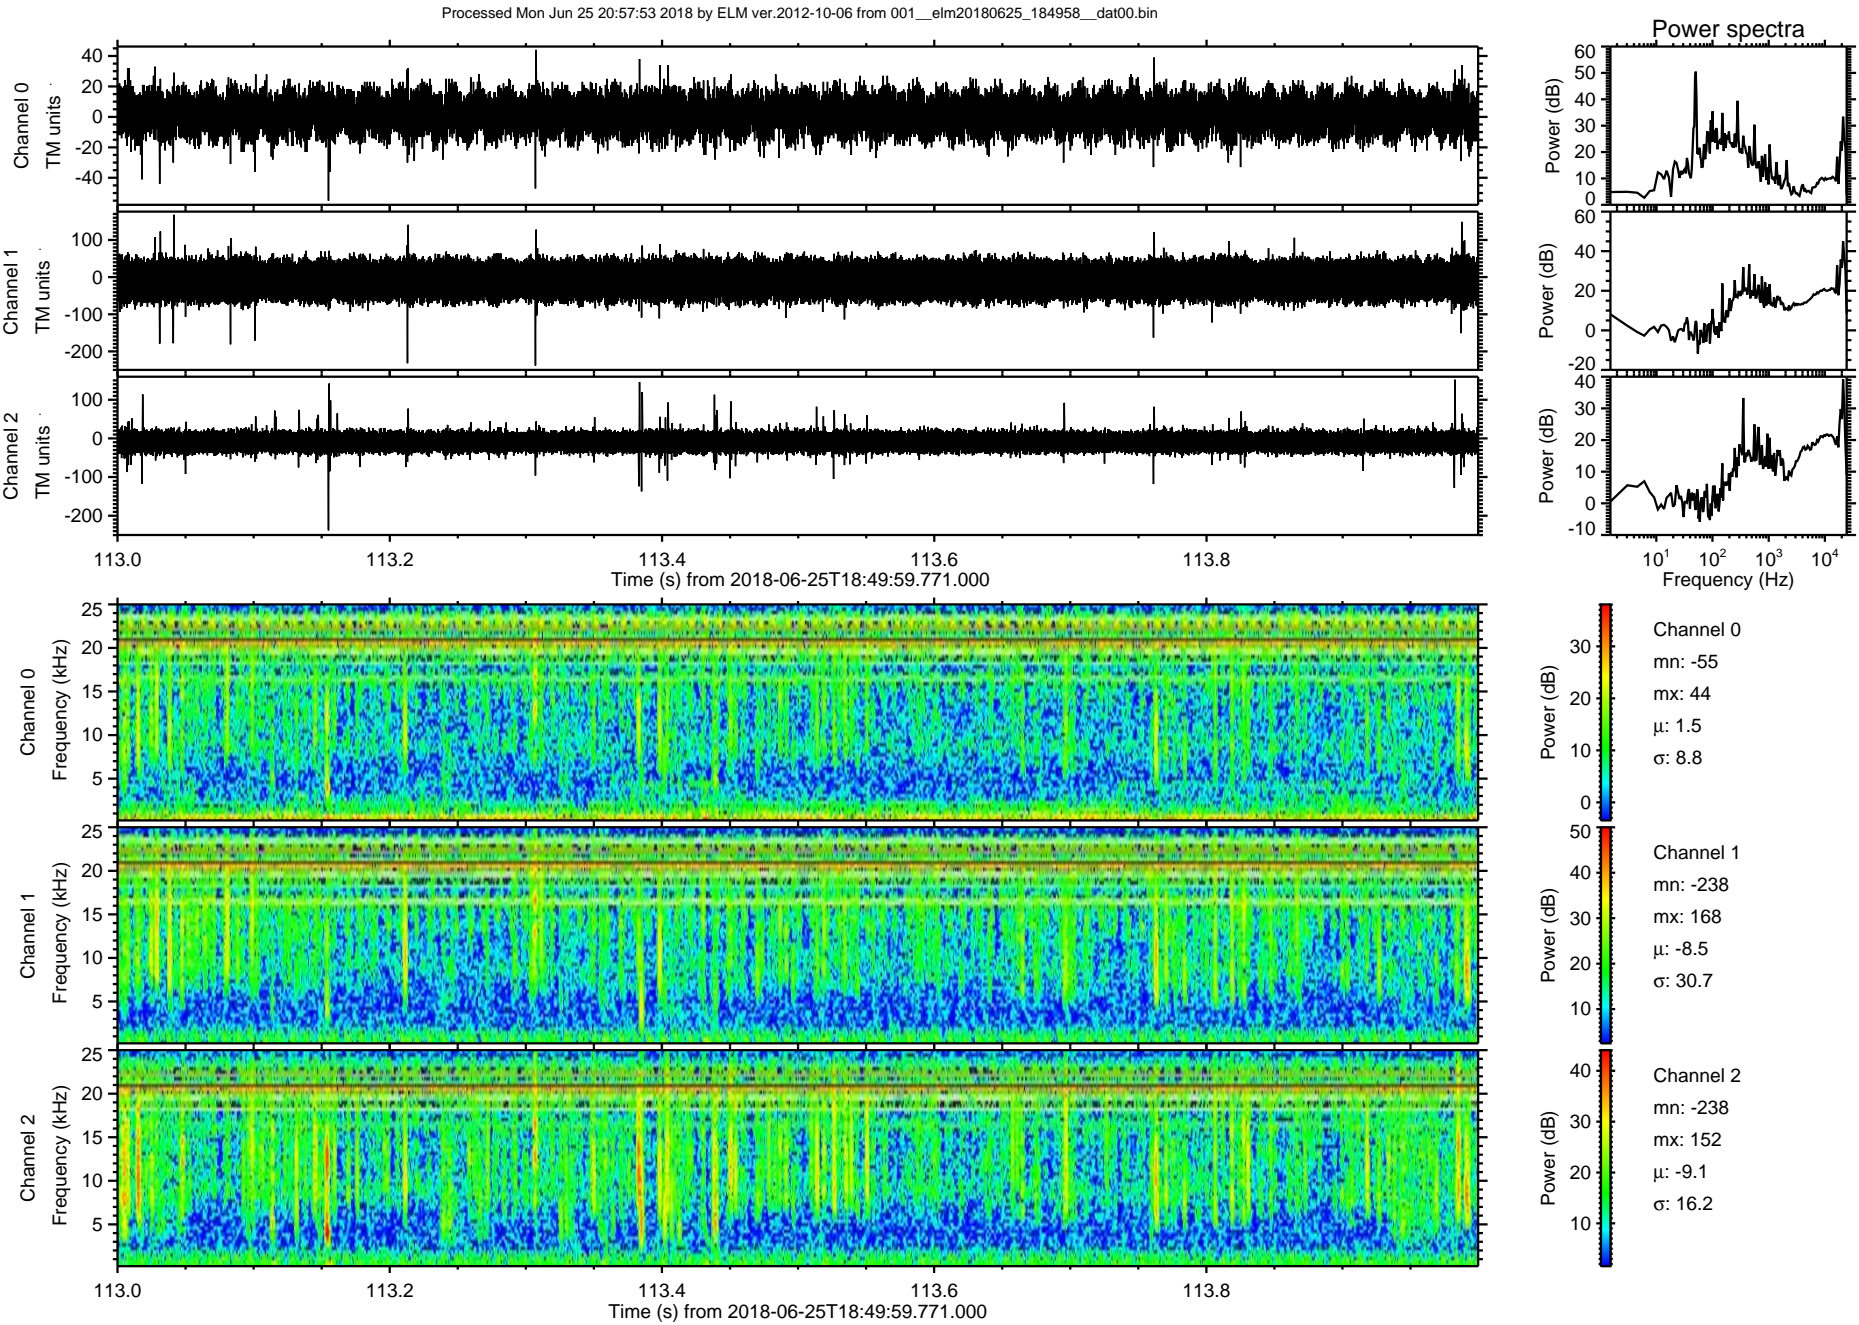 Processed Mon Jun 25 20:57:53 2018 by ELM ver.2012-10-06 from 001__elm20180625_184958__dat00.bin
Power spectra
Channel 0
TM units
40
20
0
-20
-40
Power (dB)
60
50
40
30
20
10
0
Channel 1
TM units
100
0
-100
-200
Power (dB)
60
40
20
0
-20
Channel 2
TM units
100
0
-100
-200
Power (dB)
40
30
20
10
0
-10
113.0 113.2 113.4 113.6 113.8
Time (s) from 2018-06-25T18:49:59.771.000
10¹ 10² 10³ 10⁴
Frequency (Hz)
Channel 0
Frequency (kHz)
25
20
15
10
5
Power (dB)
30
20
10
0
Channel 0
mn: -55
mx: 44
μ: 1.5
σ: 8.8
Channel 1
Frequency (kHz)
25
20
15
10
5
Power (dB)
50
40
30
20
10
Channel 1
mn: -238
mx: 168
μ: -8.5
σ: 30.7
Channel 2
Frequency (kHz)
25
20
15
10
5
Power (dB)
40
30
20
10
Channel 2
mn: -238
mx: 152
μ: -9.1
σ: 16.2
113.0 113.2 113.4 113.6 113.8
Time (s) from 2018-06-25T18:49:59.771.000